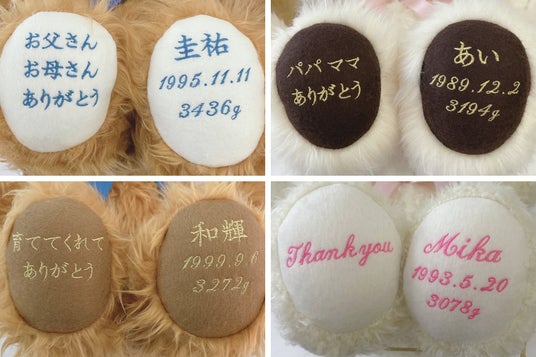 お父さん
お母さん
ありがとう
圭祐
1995.11.11
3436g
パパ ママ
ありがとう
あい
1989.12.2
3194g
育ててくれて
ありがとう
和輝
1999.9.6
3272g
Thank you
Mika
1993.5.20
3078g